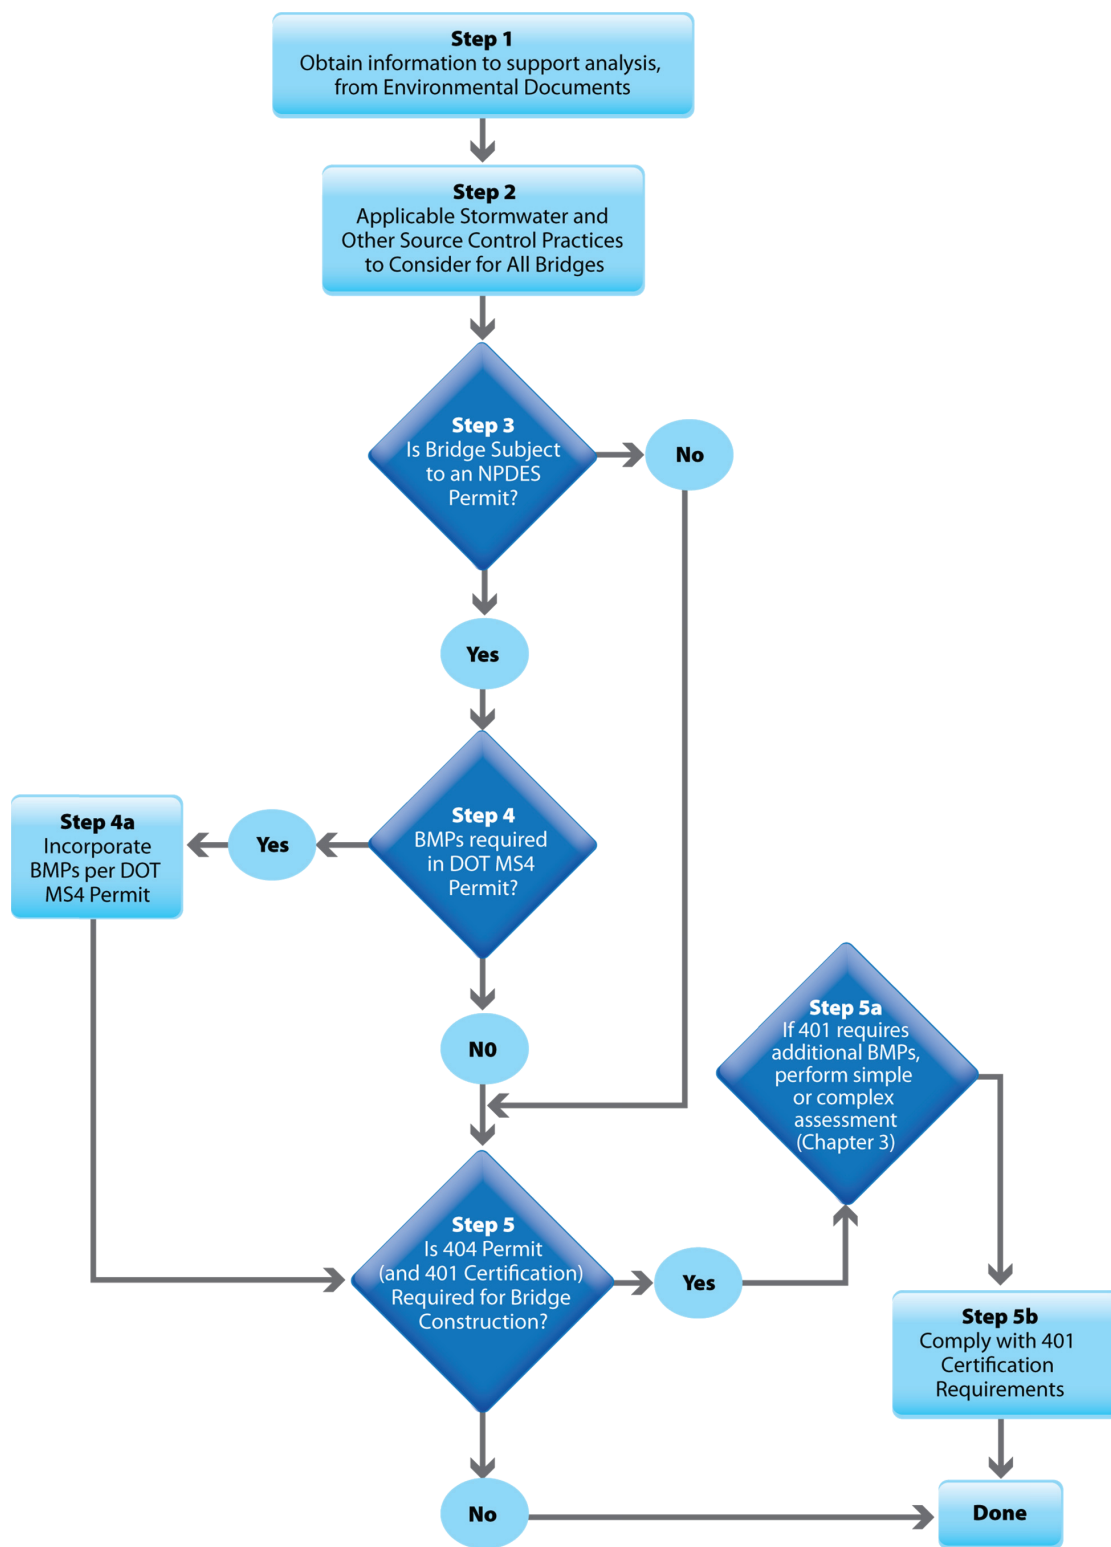 Step 1
Obtain information to support analysis,
from Environmental Documents
Step 2
Applicable Stormwater and
Other Source Control Practices
to Consider for All Bridges
Step 3
Is Bridge Subject
to an NPDES
Permit?
No
Yes
Step 4
BMPs required
in DOT MS4
Permit?
Yes
Step 4a
Incorporate
BMPs per DOT
MS4 Permit
N0
Step 5a
If 401 requires
additional BMPs,
perform simple
or complex
assessment
(Chapter 3)
Step 5
Is 404 Permit
(and 401 Certification)
Required for Bridge
Construction?
Yes
Step 5b
Comply with 401
Certification
Requirements
No
Done